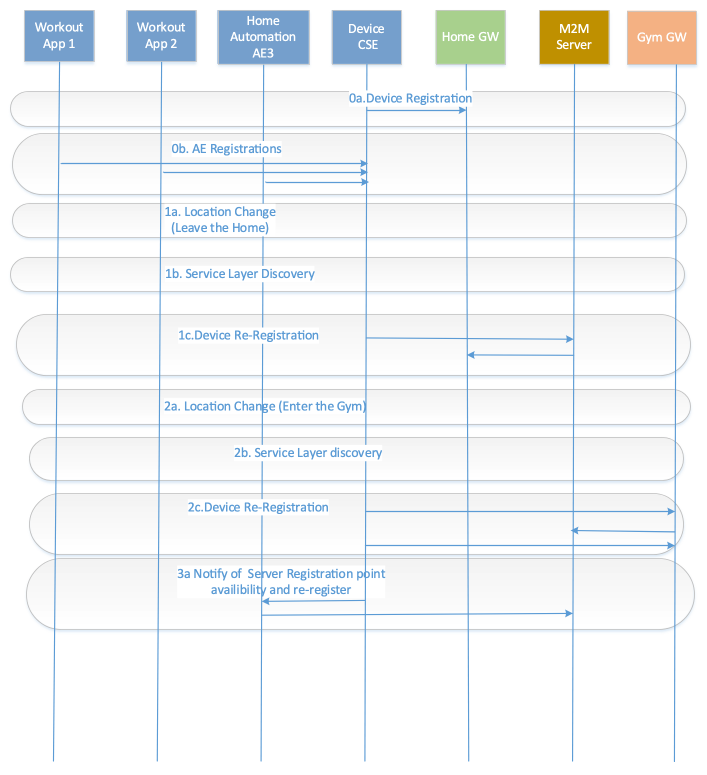 Workout
App 1
Workout
App 2
Home
Automation
AE3
Device
CSE
Home GW
M2M
Server
Gym GW
0a.Device Registration
0b. AE Registrations
1a. Location Change
(Leave the Home)
1b. Service Layer Discovery
1c.Device Re-Registration
2a. Location Change (Enter the Gym)
2b. Service Layer discovery
2c.Device Re-Registration
3a Notify of Server Registration point
availibility and re-register